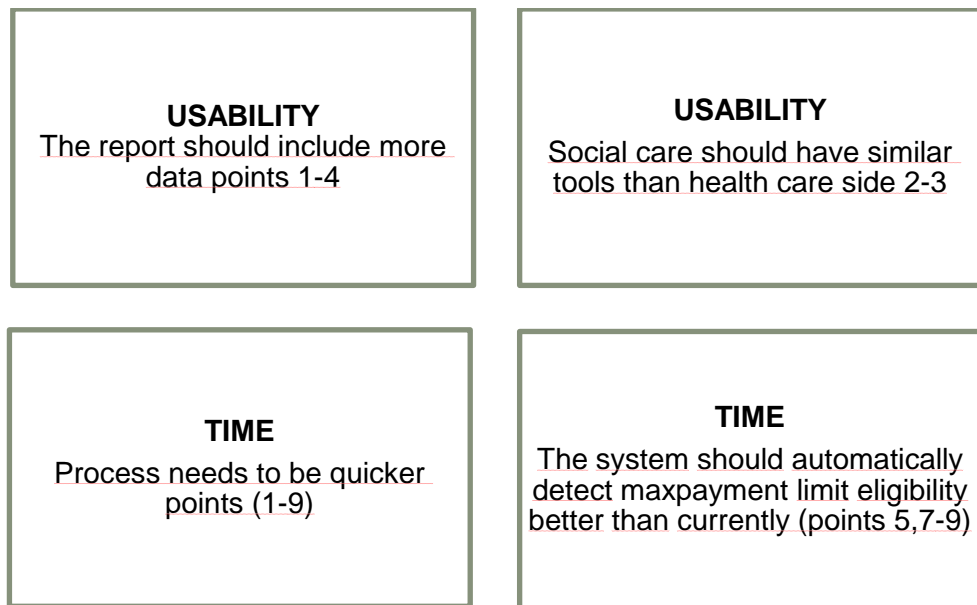 USABILITY
The report should include more
data points 1-4
USABILITY
Social care should have similar
tools than health care side 2-3
TIME
Process needs to be quicker
points (1-9)
TIME
The system should automatically
detect maxpayment limit eligibility
better than currently (points 5,7-9)